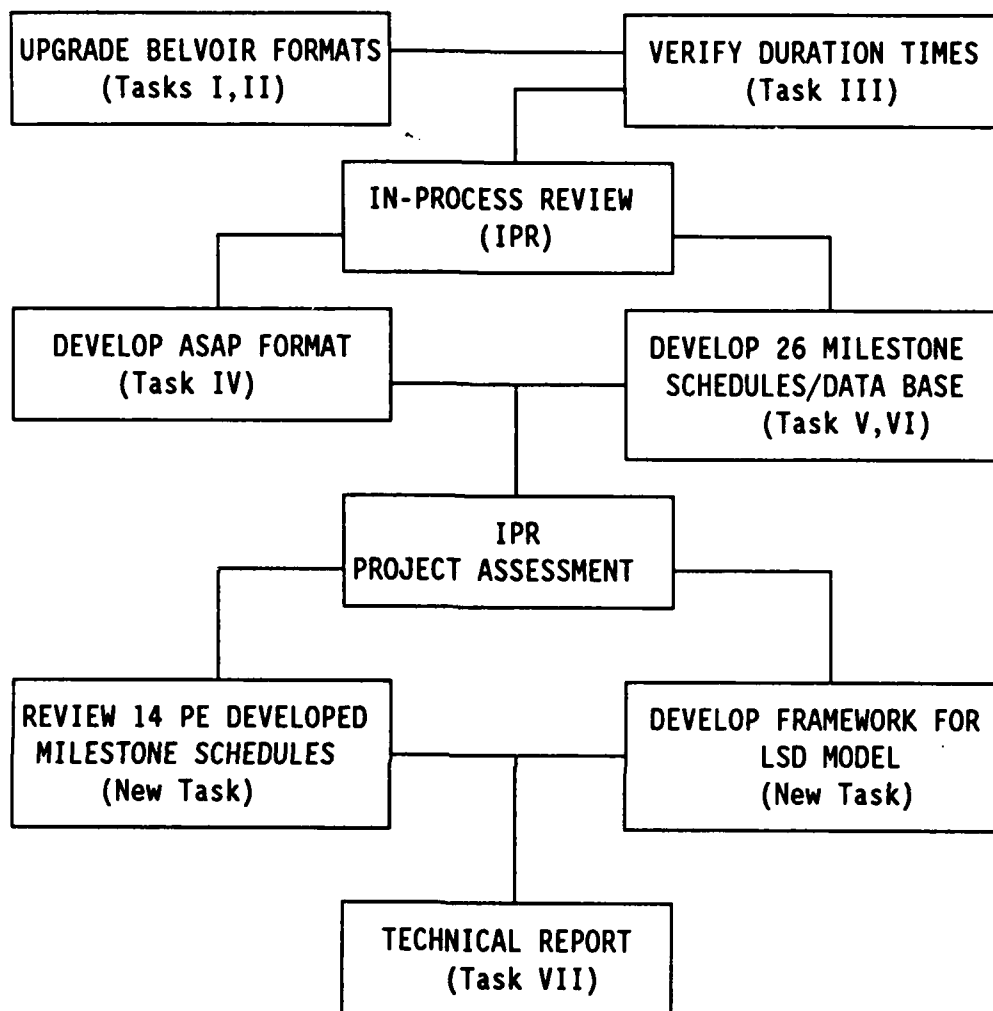 UPGRADE BELVOIR FORMATS
(Tasks I,II)
VERIFY DURATION TIMES
(Task III)
IN-PROCESS REVIEW
(IPR)
DEVELOP ASAP FORMAT
(Task IV)
DEVELOP 26 MILESTONE
SCHEDULES/DATA BASE
(Task V,VI)
IPR
PROJECT ASSESSMENT
REVIEW 14 PE DEVELOPED
MILESTONE SCHEDULES
(New Task)
DEVELOP FRAMEWORK FOR
LSD MODEL
(New Task)
TECHNICAL REPORT
(Task VII)